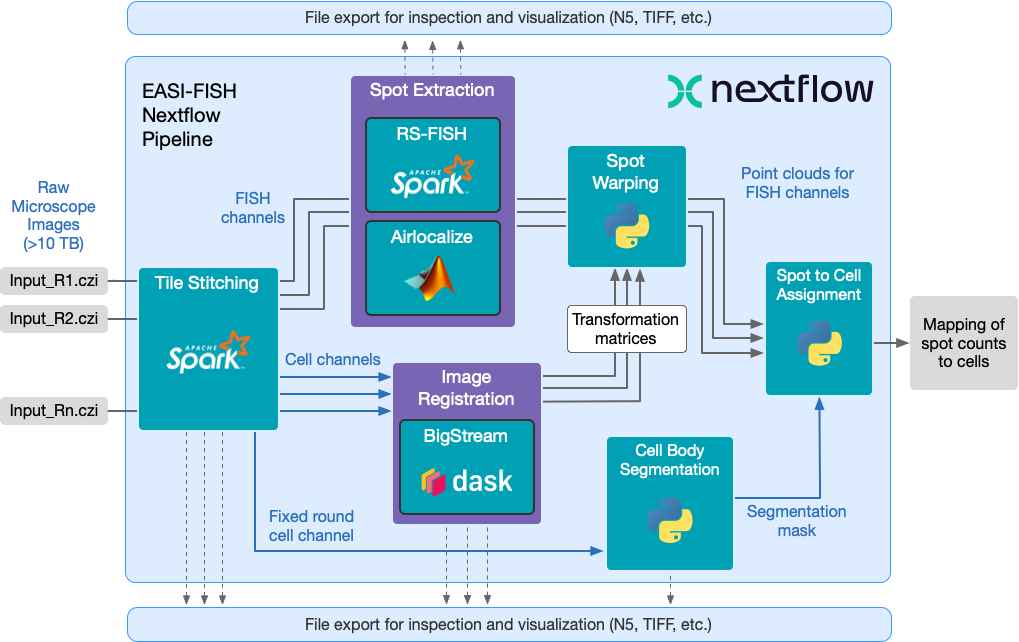 File export for inspection and visualization (N5, TIFF, etc.)
EASI-FISH
Nextflow
Pipeline
nextflow
Spot Extraction
RS-FISH
APACHE
Spark™
Airlocalize
Spot
Warping
Point clouds for
FISH channels
FISH
channels
Raw
Microscope
Images
(>10 TB)
Input_R1.czi
Input_R2.czi
Input_Rn.czi
Tile Stitching
APACHE
Spark™
Cell channels
Transformation
matrices
Spot to Cell
Assignment
Mapping of
spot counts
to cells
Image
Registration
BigStream
dask
Cell Body
Segmentation
Fixed round
cell channel
Segmentation
mask
File export for inspection and visualization (N5, TIFF, etc.)